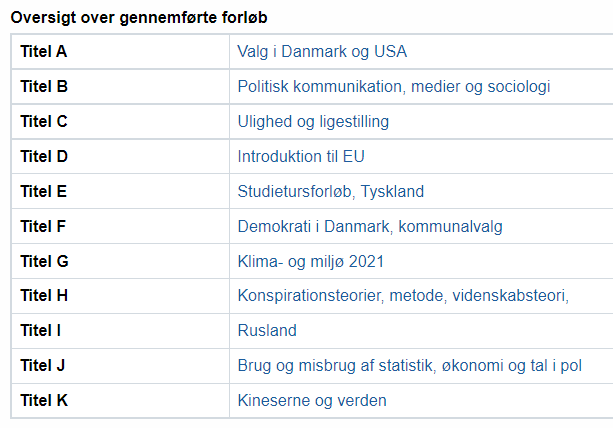 Oversigt over gennemførte forløb
Titel A Valg i Danmark og USA
Titel B Politisk kommunikation, medier og sociologi
Titel C Ulighed og ligestilling
Titel D Introduktion til EU
Titel E Studietursforløb, Tyskland
Titel F Demokrati i Danmark, kommunalvalg
Titel G Klima- og miljø 2021
Titel H Konspirationsteorier, metode, videnskabsteori,
Titel I Rusland
Titel J Brug og misbrug af statistik, økonomi og tal i pol
Titel K Kineserne og verden